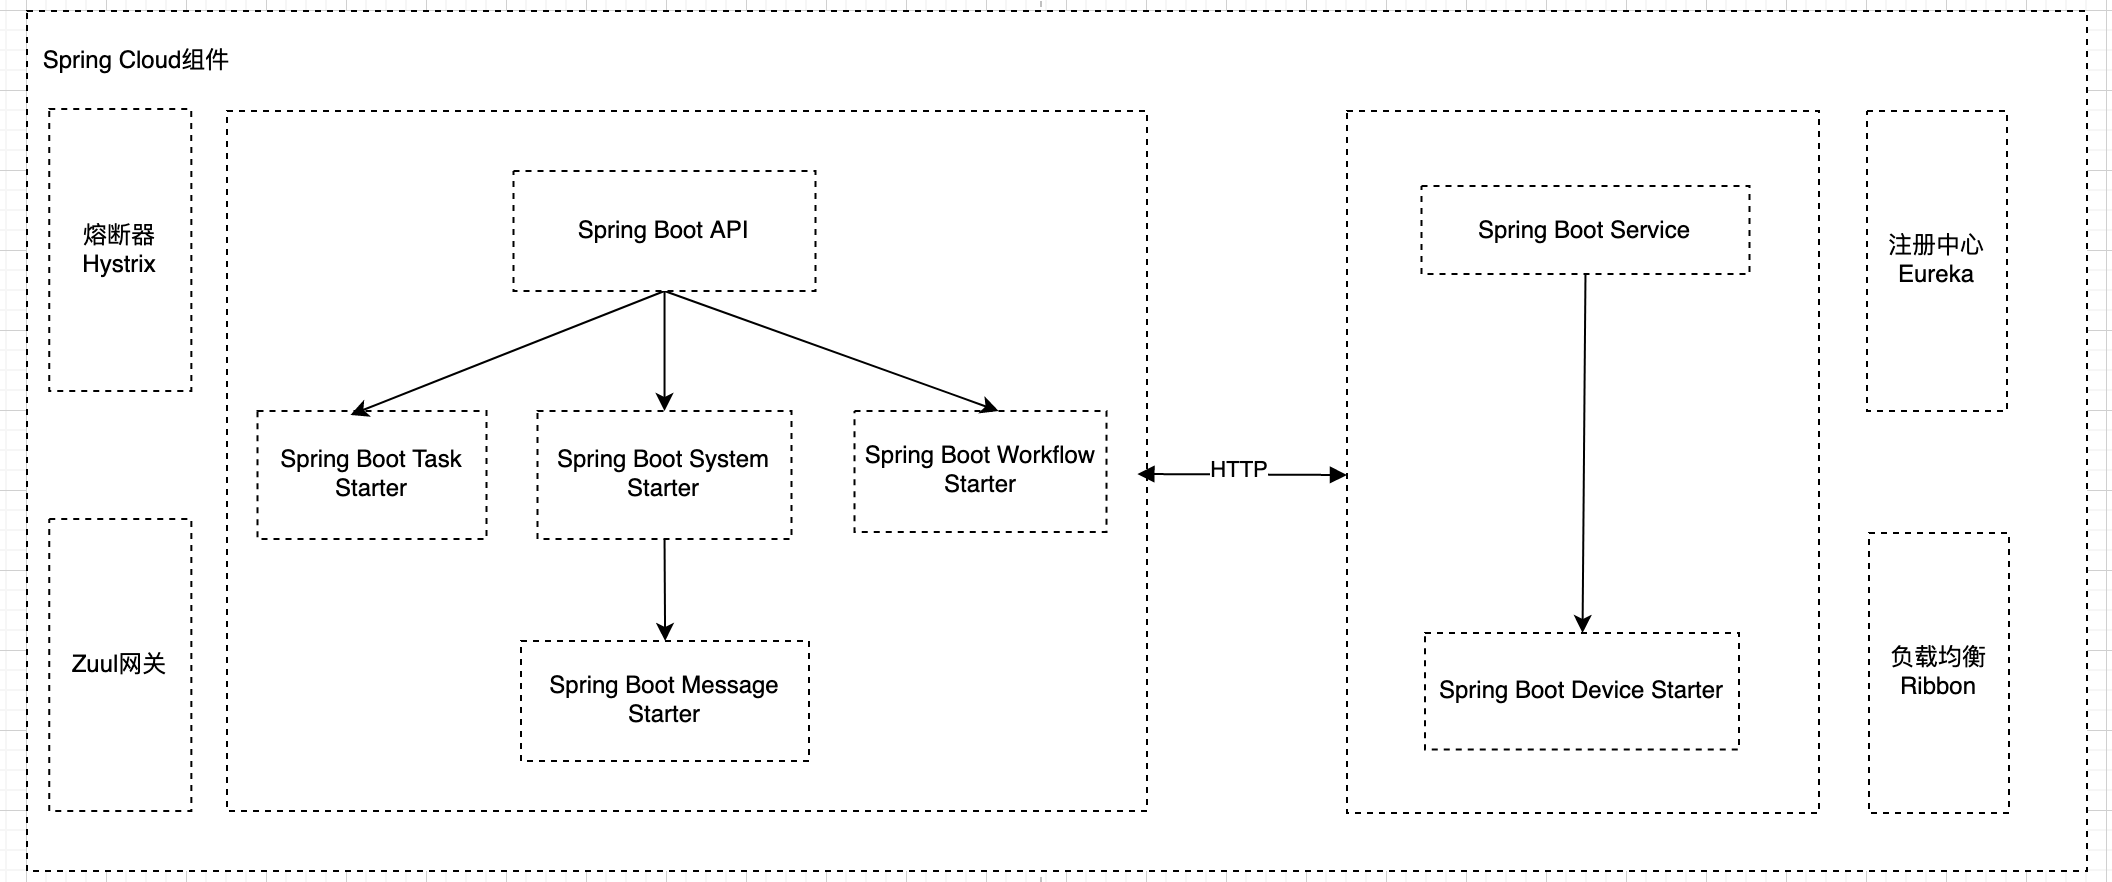 Spring Cloud组件
熔断器
Hystrix
Zuul网关
Spring Boot API
Spring Boot Task
Starter
Spring Boot System
Starter
Spring Boot Workflow
Starter
Spring Boot Message
Starter
HTTP
Spring Boot Service
Spring Boot Device Starter
注册中心
Eureka
负载均衡
Ribbon